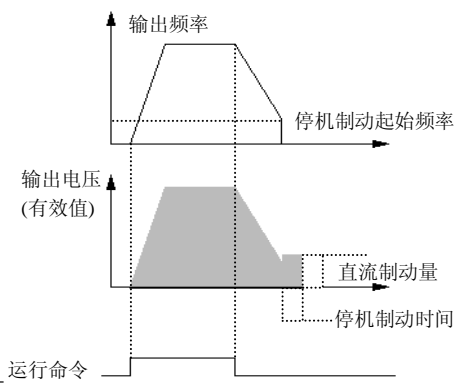 输出频率
停机制动起始频率
输出电压
(有效值)
直流制动量
停机制动时间
运行命令